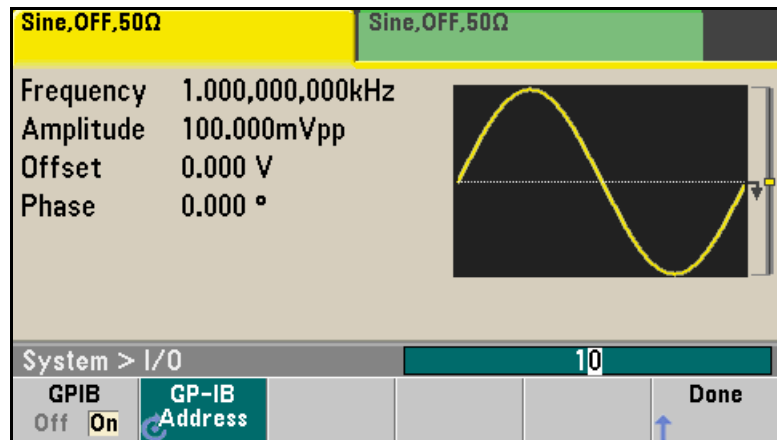 Sine,OFF,50Ω
Sine,OFF,50Ω
Frequency 1.000,000,000kHz
Amplitude 100.000mVpp
Offset 0.000 V
Phase 0.000 °
System > I/O 10
GPIB
Off On
GP-IB
Address
Done